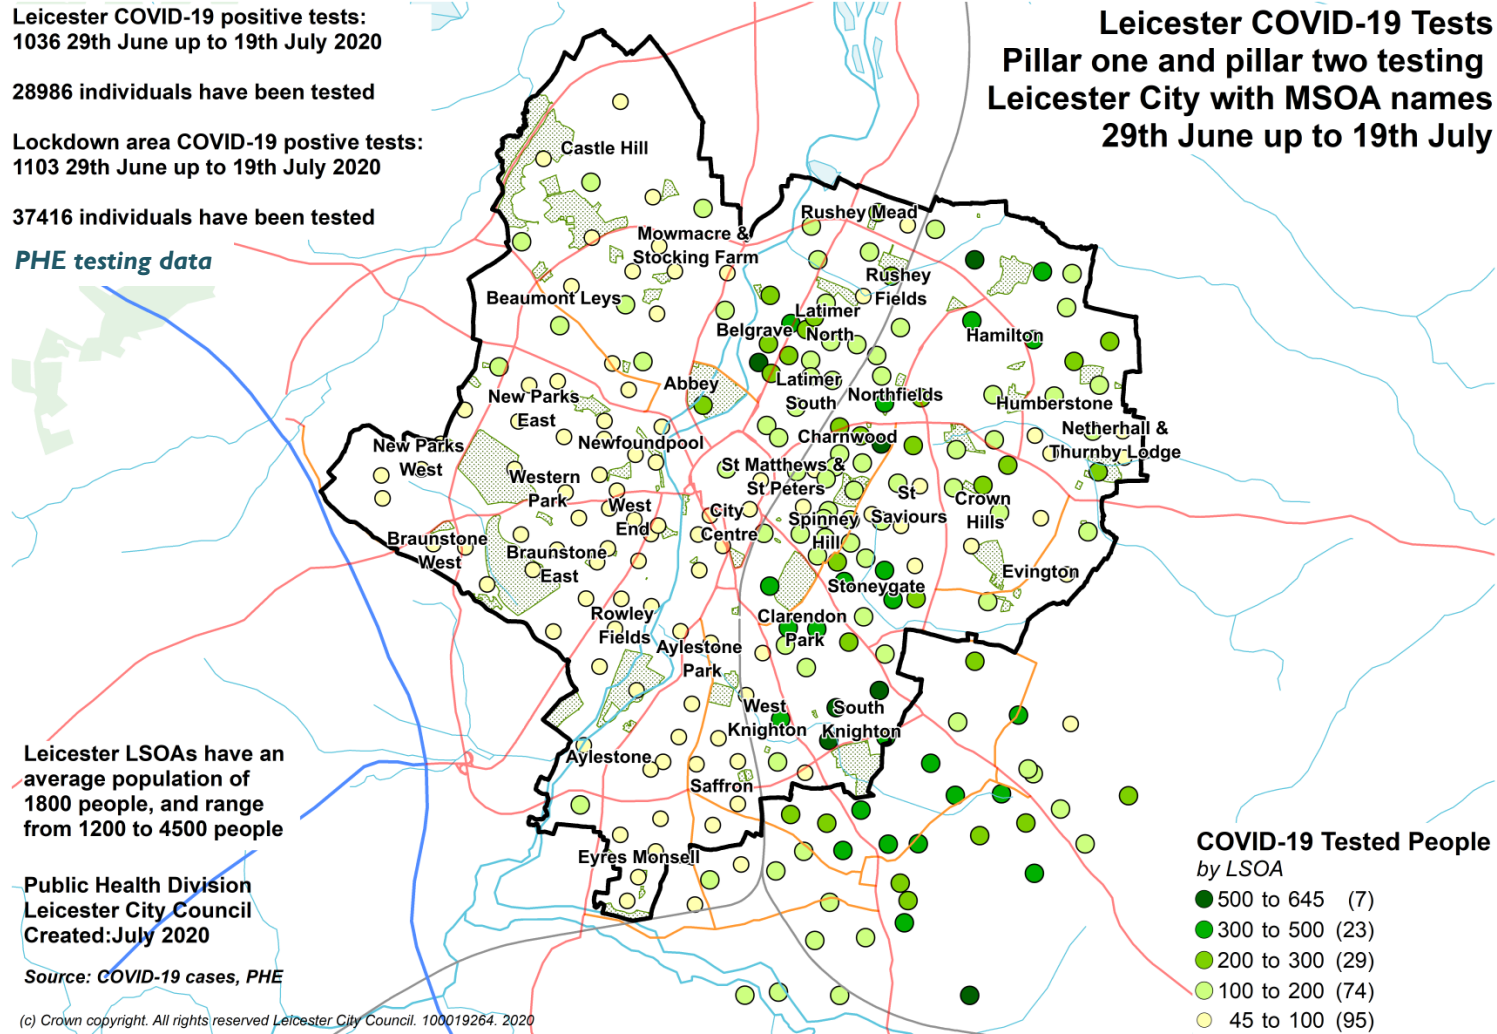 Leicester COVID-19 positive tests:
1036 29th June up to 19th July 2020
28986 individuals have been tested
Lockdown area COVID-19 postive tests:
1103 29th June up to 19th July 2020
37416 individuals have been tested
PHE testing data
Leicester COVID-19 Tests
Pillar one and pillar two testing
Leicester City with MSOA names
29th June up to 19th July
Castle Hill
Rushey Mead
Mowmacre &
Stocking Farm
Rushey
Fields
Beaumont Leys
Latimer
North
Belgrave
Hamilton
Abbey
Latimer
South
Northfields
New Parks
East
Humberstone
Netherhall &
Thurnby Lodge
Charnwood
Newfoundpool
New Parks
West
St Matthews &
St Peters
Western
Park
St
Saviours
Crown
Hills
West
End
City
Centre
Spinney
Hill
Braunstone
West
Braunstone
East
Evington
Stoneygate
Rowley
Fields
Clarendon
Park
Aylestone
Park
West
Knighton
South
Knighton
Aylestone
Saffron
Eyres Monsell
Leicester LSOAs have an
average population of
1800 people, and range
from 1200 to 4500 people
Public Health Division
Leicester City Council
Created:July 2020
Source: COVID-19 cases, PHE
(c) Crown copyright. All rights reserved Leicester City Council. 100019264. 2020
COVID-19 Tested People
by LSOA
500 to 645 (7)
300 to 500 (23)
200 to 300 (29)
100 to 200 (74)
45 to 100 (95)